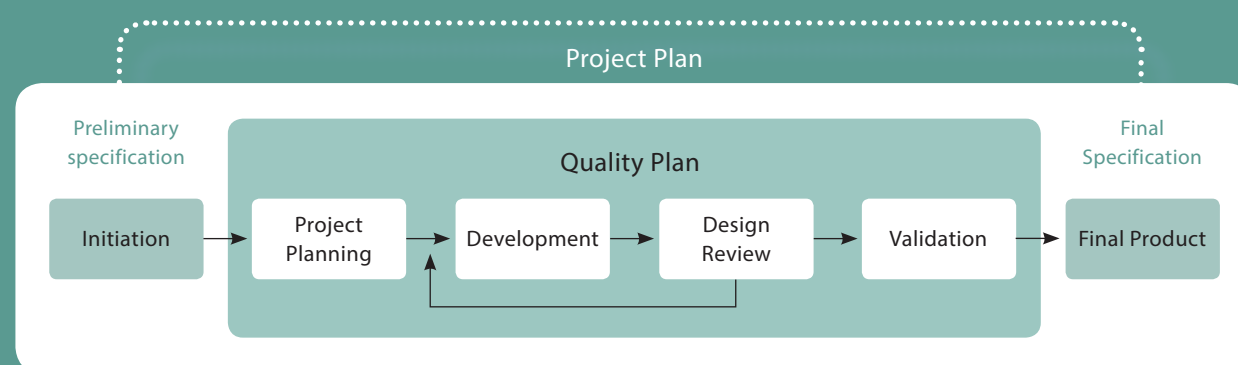 Project Plan
Preliminary
specification
Final
Specification
Quality Plan
Initiation
Project
Planning
Development
Design
Review
Validation
Final Product